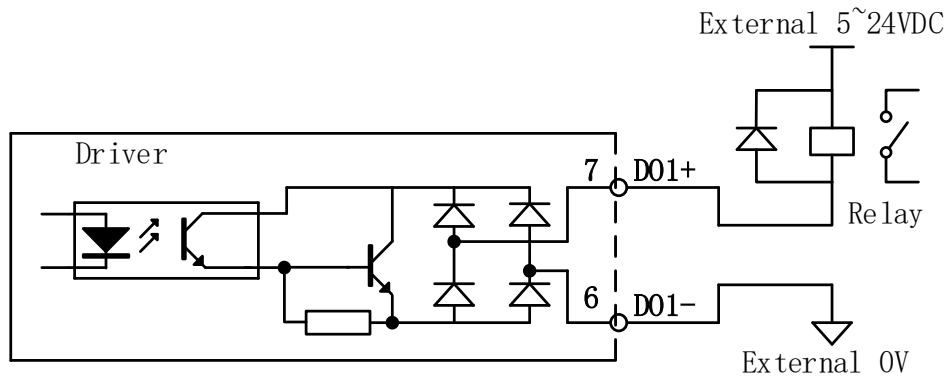 External 5~24VDC
Driver
7 DO1+
Relay
6 DO1-
External 0V